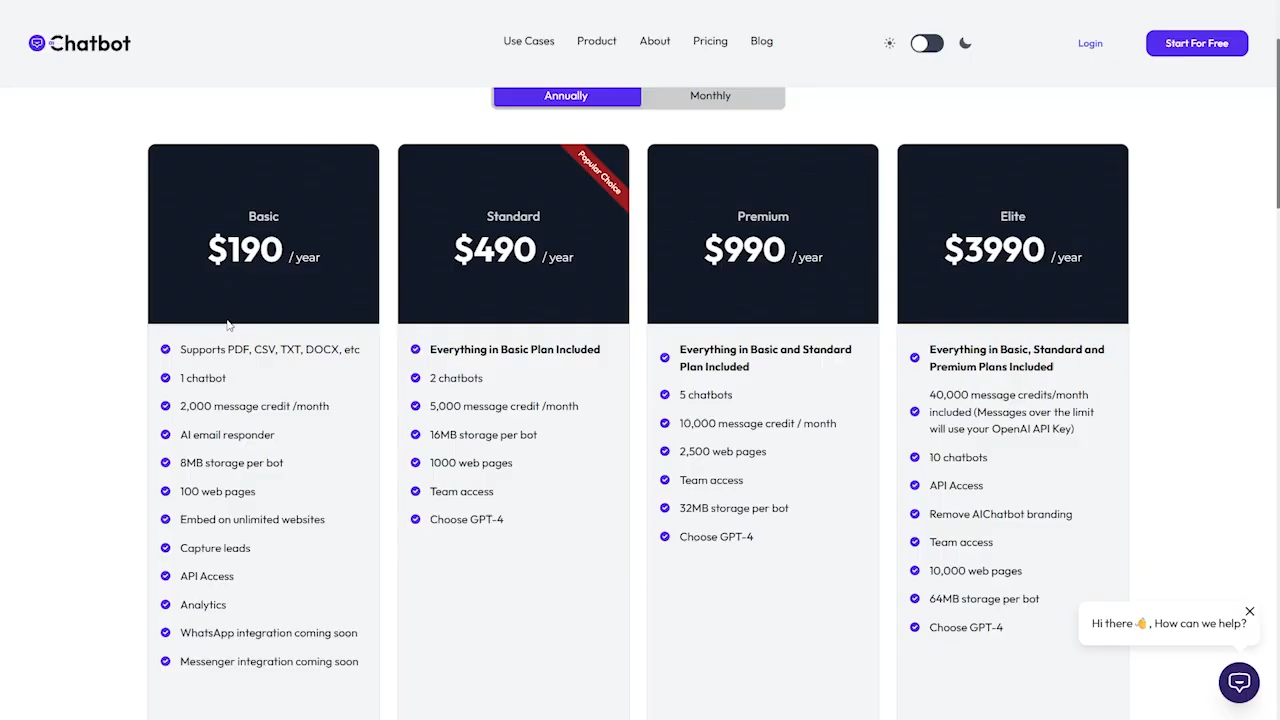 Chatbot
Use Cases
Product
About
Pricing
Blog
Login
Start For Free
Annually
Monthly
Basic
$190 / year
Supports PDF, CSV, TXT, DOCX, etc
1 chatbot
2,000 message credit /month
AI email responder
8MB storage per bot
100 web pages
Embed on unlimited websites
Capture leads
API Access
Analytics
WhatsApp integration coming soon
Messenger integration coming soon
Popular Choice
Standard
$490 / year
Everything in Basic Plan Included
2 chatbots
5,000 message credit /month
16MB storage per bot
1000 web pages
Team access
Choose GPT-4
Premium
$990 / year
Everything in Basic and Standard
Plan Included
5 chatbots
10,000 message credit / month
2,500 web pages
Team access
32MB storage per bot
Choose GPT-4
Elite
$3990 / year
Everything in Basic, Standard and
Premium Plans Included
40,000 message credits/month
included (Messages over the limit
will use your OpenAI API Key)
10 chatbots
API Access
Remove AIChatbot branding
Team access
10,000 web pages
64MB storage per bot
Choose GPT-4
Hi there 👋, How can we help?